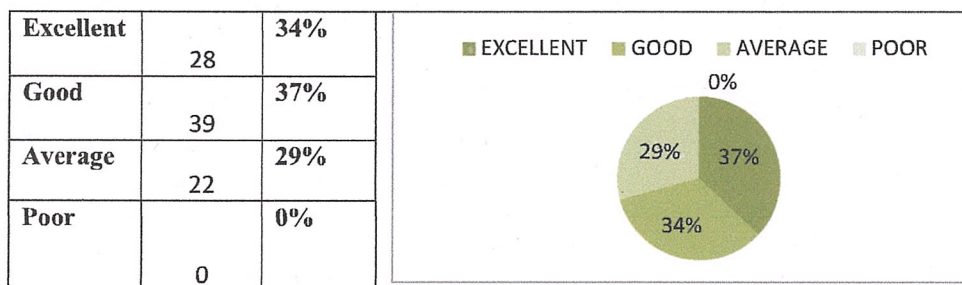 Excellent 28 34%
Good 39 37%
Average 22 29%
Poor 0 0%
EXCELLENT GOOD AVERAGE POOR
0%
29% 37%
34%